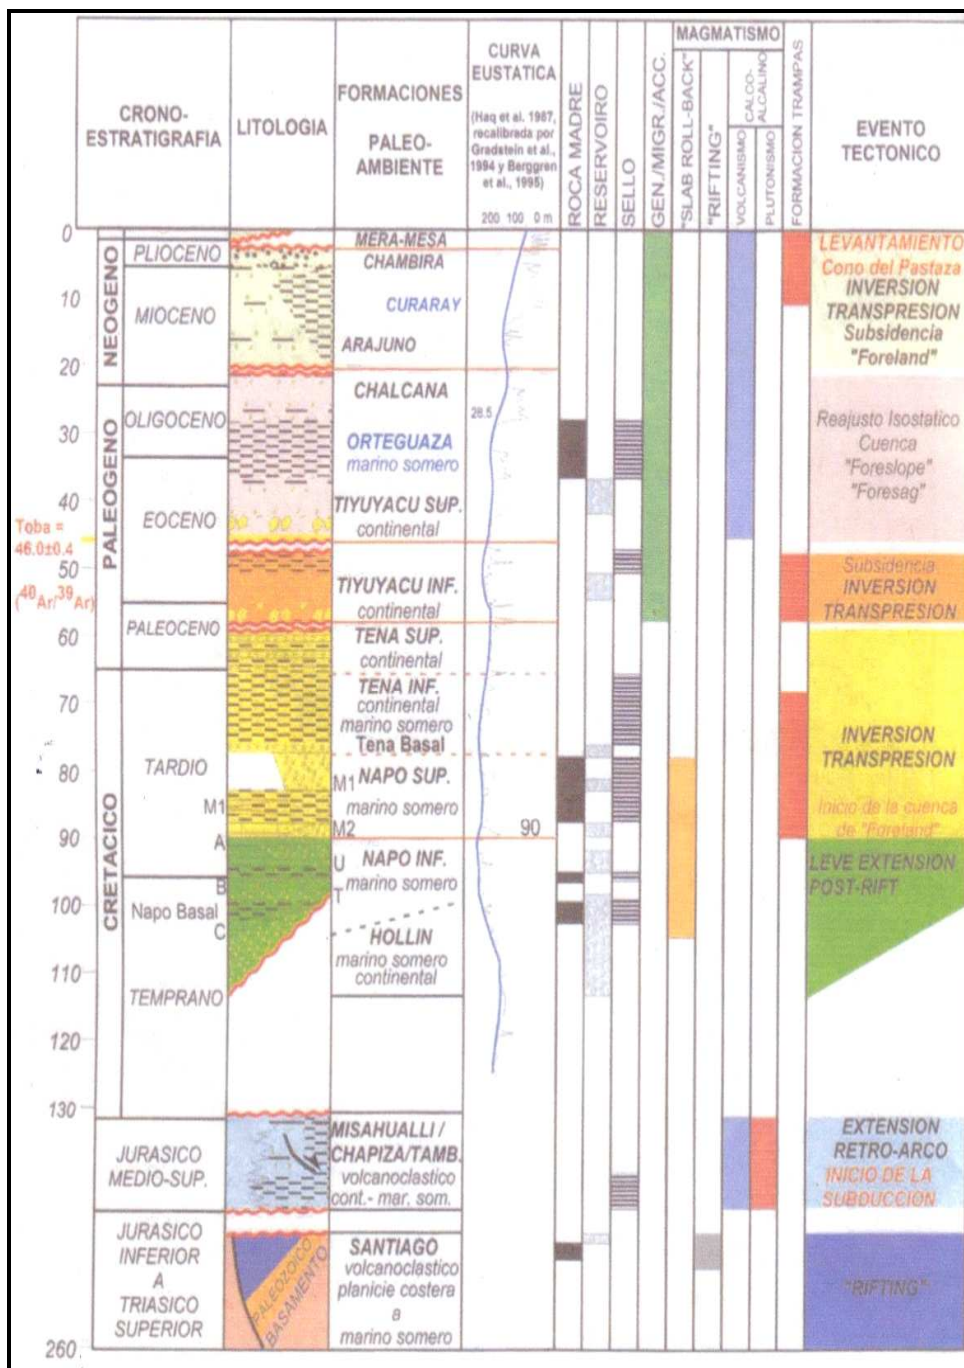 CRONO-
ESTRATIGRAFIA
LITOLOGIA
FORMACIONES
PALEO-
AMBIENTE
CURVA
EUSTATICA
(Haq et al. 1987,
recalibrada por
Gradstein et al.,
1994 y Berggren
et al., 1995)
200 100 0 m
ROCA MADRE
RESERVOIRO
SELLO
GEN./MIGR./ACC.
MAGMATISMO
"SLAB ROLL-BACK"
"RIFTING"
CALCO-
ALCALINO
VOLCANISMO
PLUTONISMO
FORMACION TRAMPAS
EVENTO
TECTONICO
0
10
20
30
40
50
60
70
80
90
100
110
120
130
260
Toba =
46.0±0.4
(40Ar/39Ar)
NEOGENO
PALEOGENO
CRETACICO
PLIOCENO
MIOCENO
OLIGOCENO
EOCENO
PALEOCENO
TARDIO
M1
A
B
Napo Basal
C
TEMPRANO
JURASICO
MEDIO-SUP.
JURASICO
INFERIOR
A
TRIASICO
SUPERIOR
PALEOZOICO
BASAMENTO
MERA-MESA
CHAMBIRA
CURARAY
ARAJUNO
CHALCANA
ORTEGUAZA
marino somero
TIYUYACU SUP.
continental
TIYUYACU INF.
continental
TENA SUP.
continental
TENA INF.
continental
marino somero
Tena Basal
M1 NAPO SUP.
marino somero
M2
U NAPO INF.
marino somero
T
HOLLIN
marino somero
continental
MISAHUALLI /
CHAPIZA/TAMB.
volcanoclastico
cont.- mar. som.
SANTIAGO
volcanoclastico
planicie costera
a
marino somero
28.5
90
LEVANTAMIENTO
Cono del Pastaza
INVERSION
TRANSPRESION
Subsidencia
"Foreland"
Reajusto Isostatico
Cuenca
"Foreslope"
"Foresag"
Subsidencia
INVERSION
TRANSPRESION
INVERSION
TRANSPRESION
Inicio de la cuenca
de "Foreland"
LEVE EXTENSION
POST-RIFT
EXTENSION
RETRO-ARCO
INICIO DE LA
SUBDUCCION
"RIFTING"